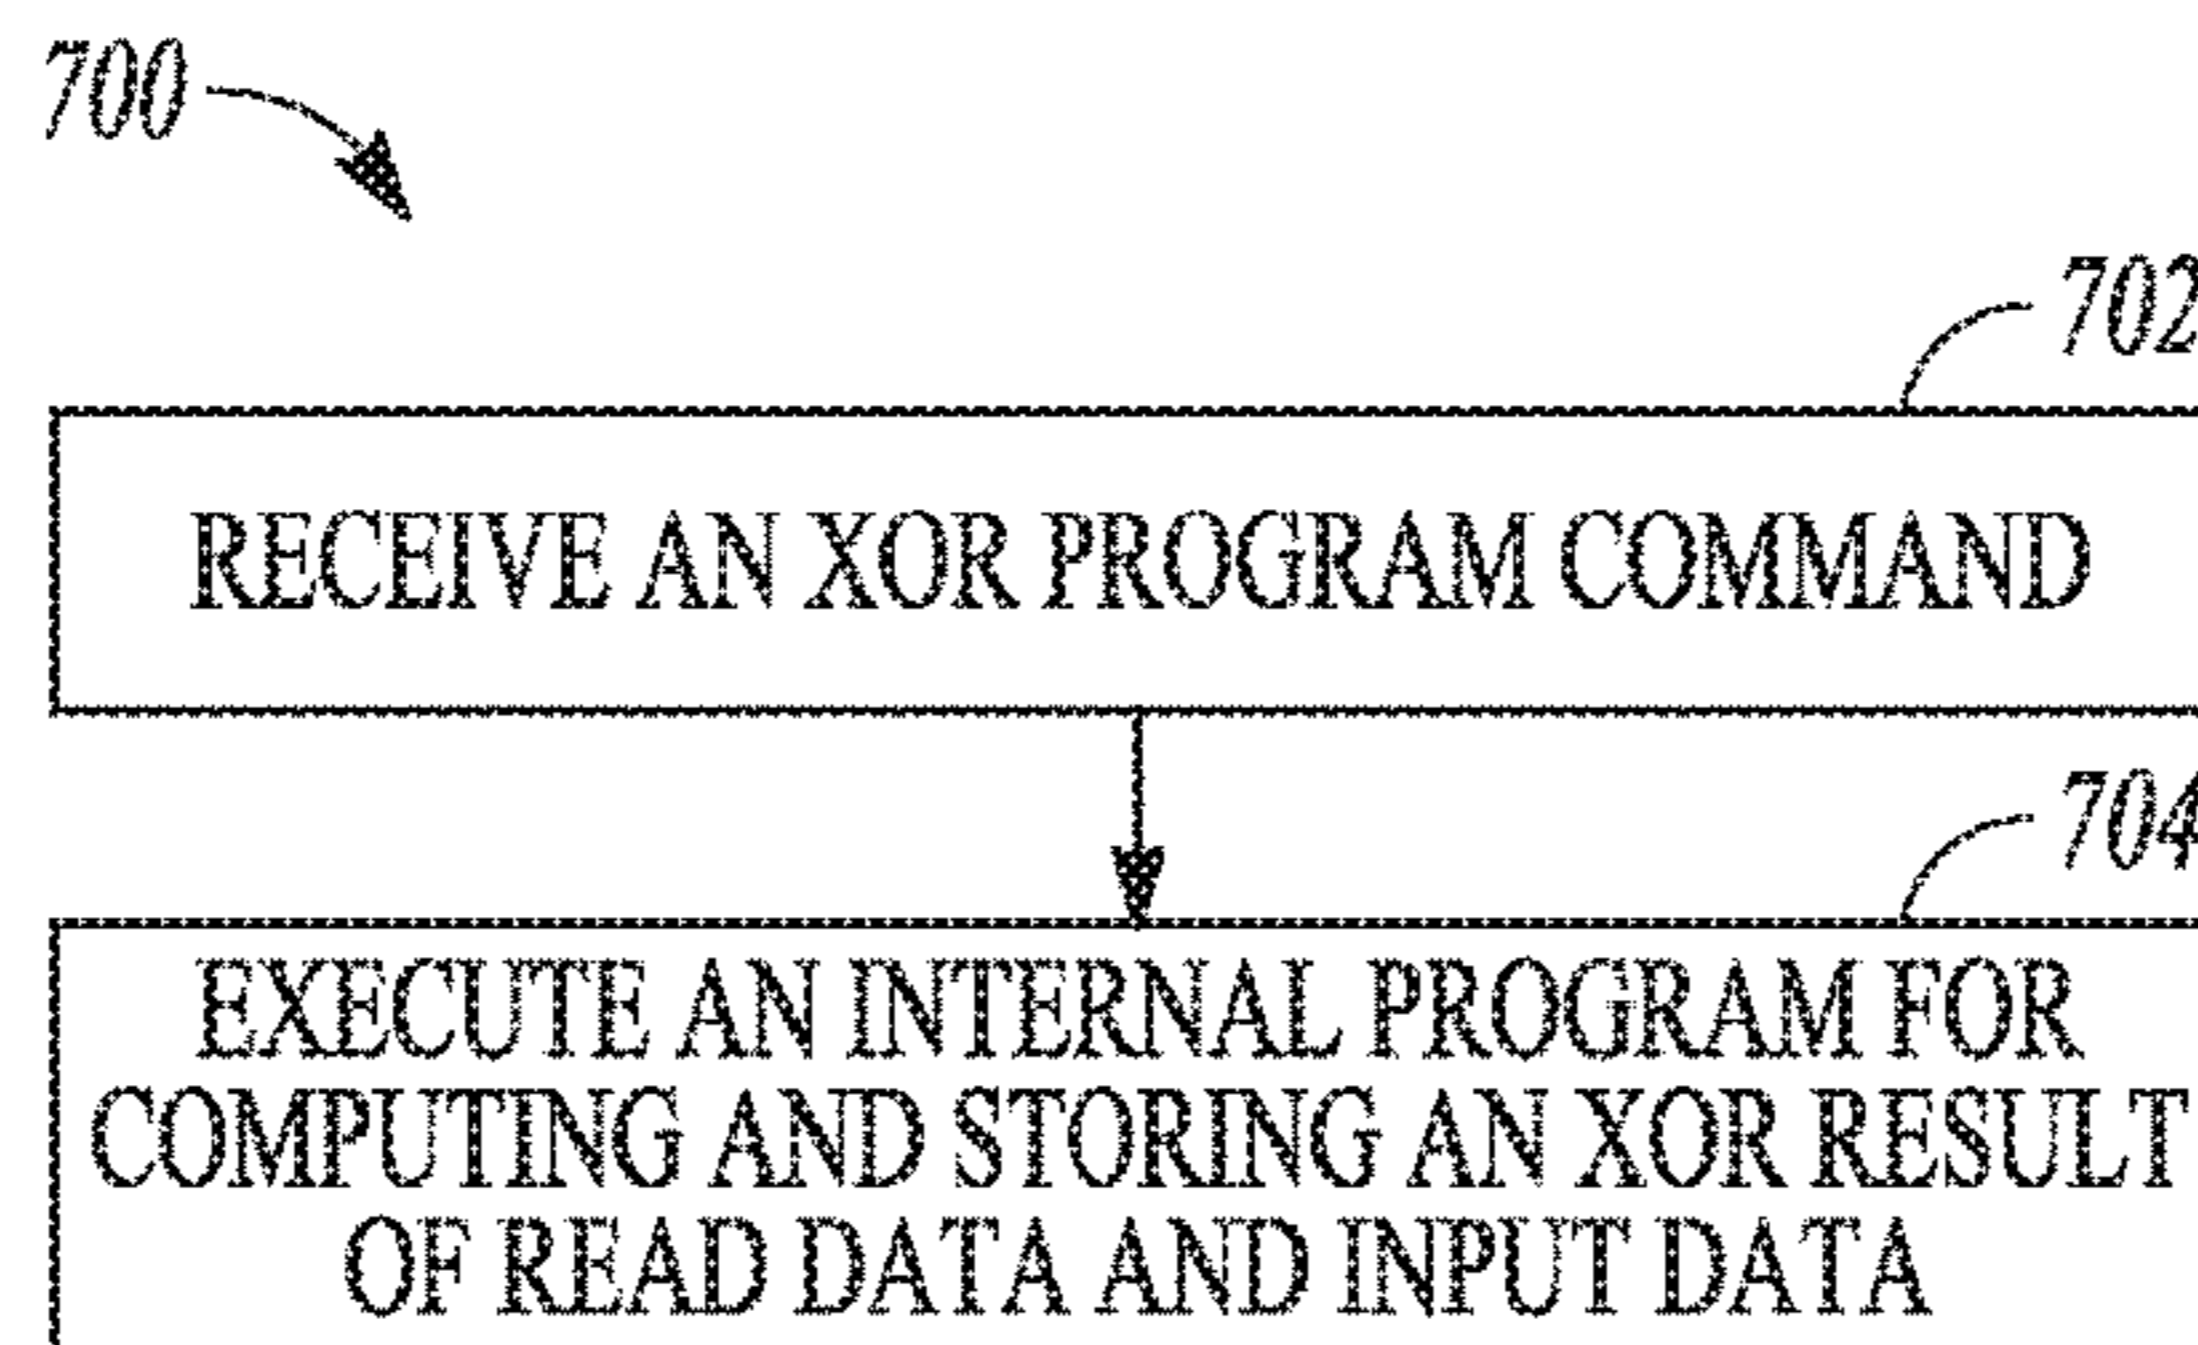 700
702
RECEIVE AN XOR PROGRAM COMMAND
704
EXECUTE AN INTERNAL PROGRAM FOR
COMPUTING AND STORING AN XOR RESULT
OF READ DATA AND INPUT DATA